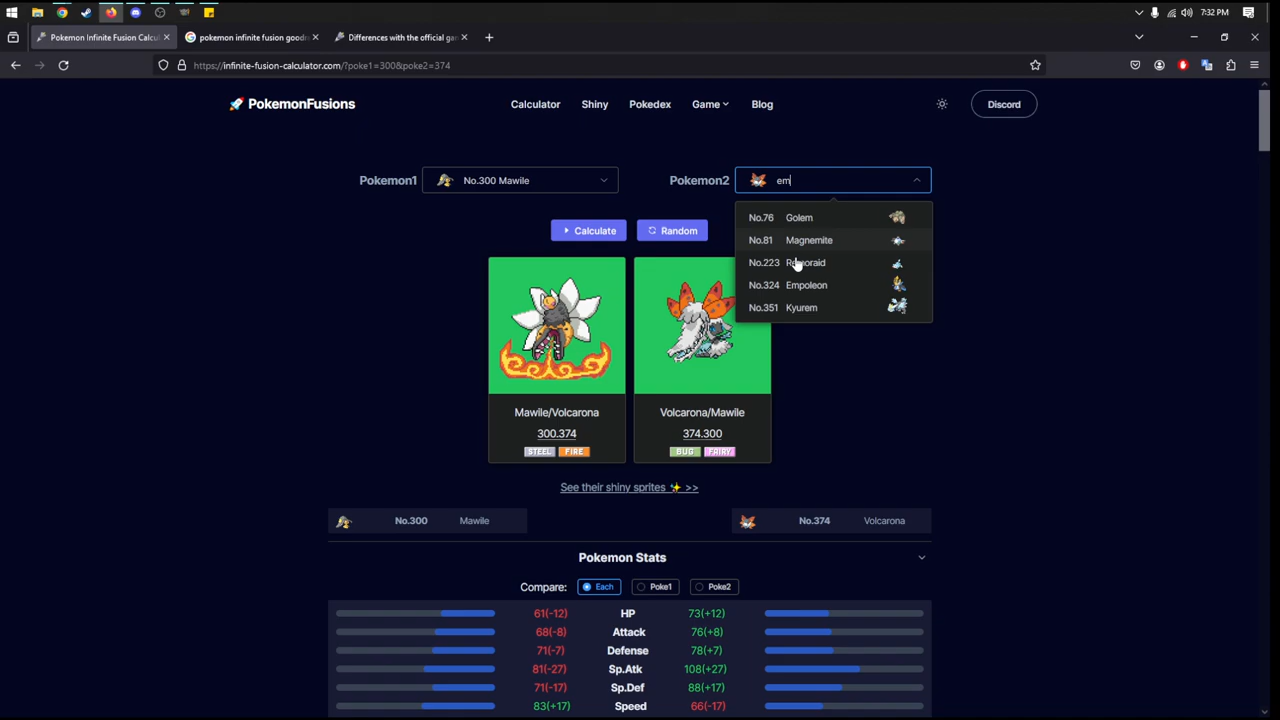 7:32 PM
Pokemon Infinite Fusion Calcul
pokemon infinite fusion goodr
Differences with the official gar
https://infinite-fusion-calculator.com/?poke1=300&poke2=374
PokemonFusions
Calculator
Shiny
Pokedex
Game
Blog
Discord
Pokemon1
No.300 Mawile
Pokemon2
em
No.76 Golem
No.81 Magnemite
No.223
No.324 Empoleon
No.351 Kyurem
Calculate
Random
Mawile/Volcarona
300.374
STEEL FIRE
Volcarona/Mawile
374.300
BUG FAIRY
See their shiny sprites ✨ >>
No.300 Mawile
No.374 Volcarona
Pokemon Stats
Compare: Each Poke1 Poke2
61(-12) HP 73(+12)
68(-8) Attack 76(+8)
71(-7) Defense 78(+7)
81(-27) Sp.Atk 108(+27)
71(-17) Sp.Def 88(+17)
83(+17) Speed 66(-17)